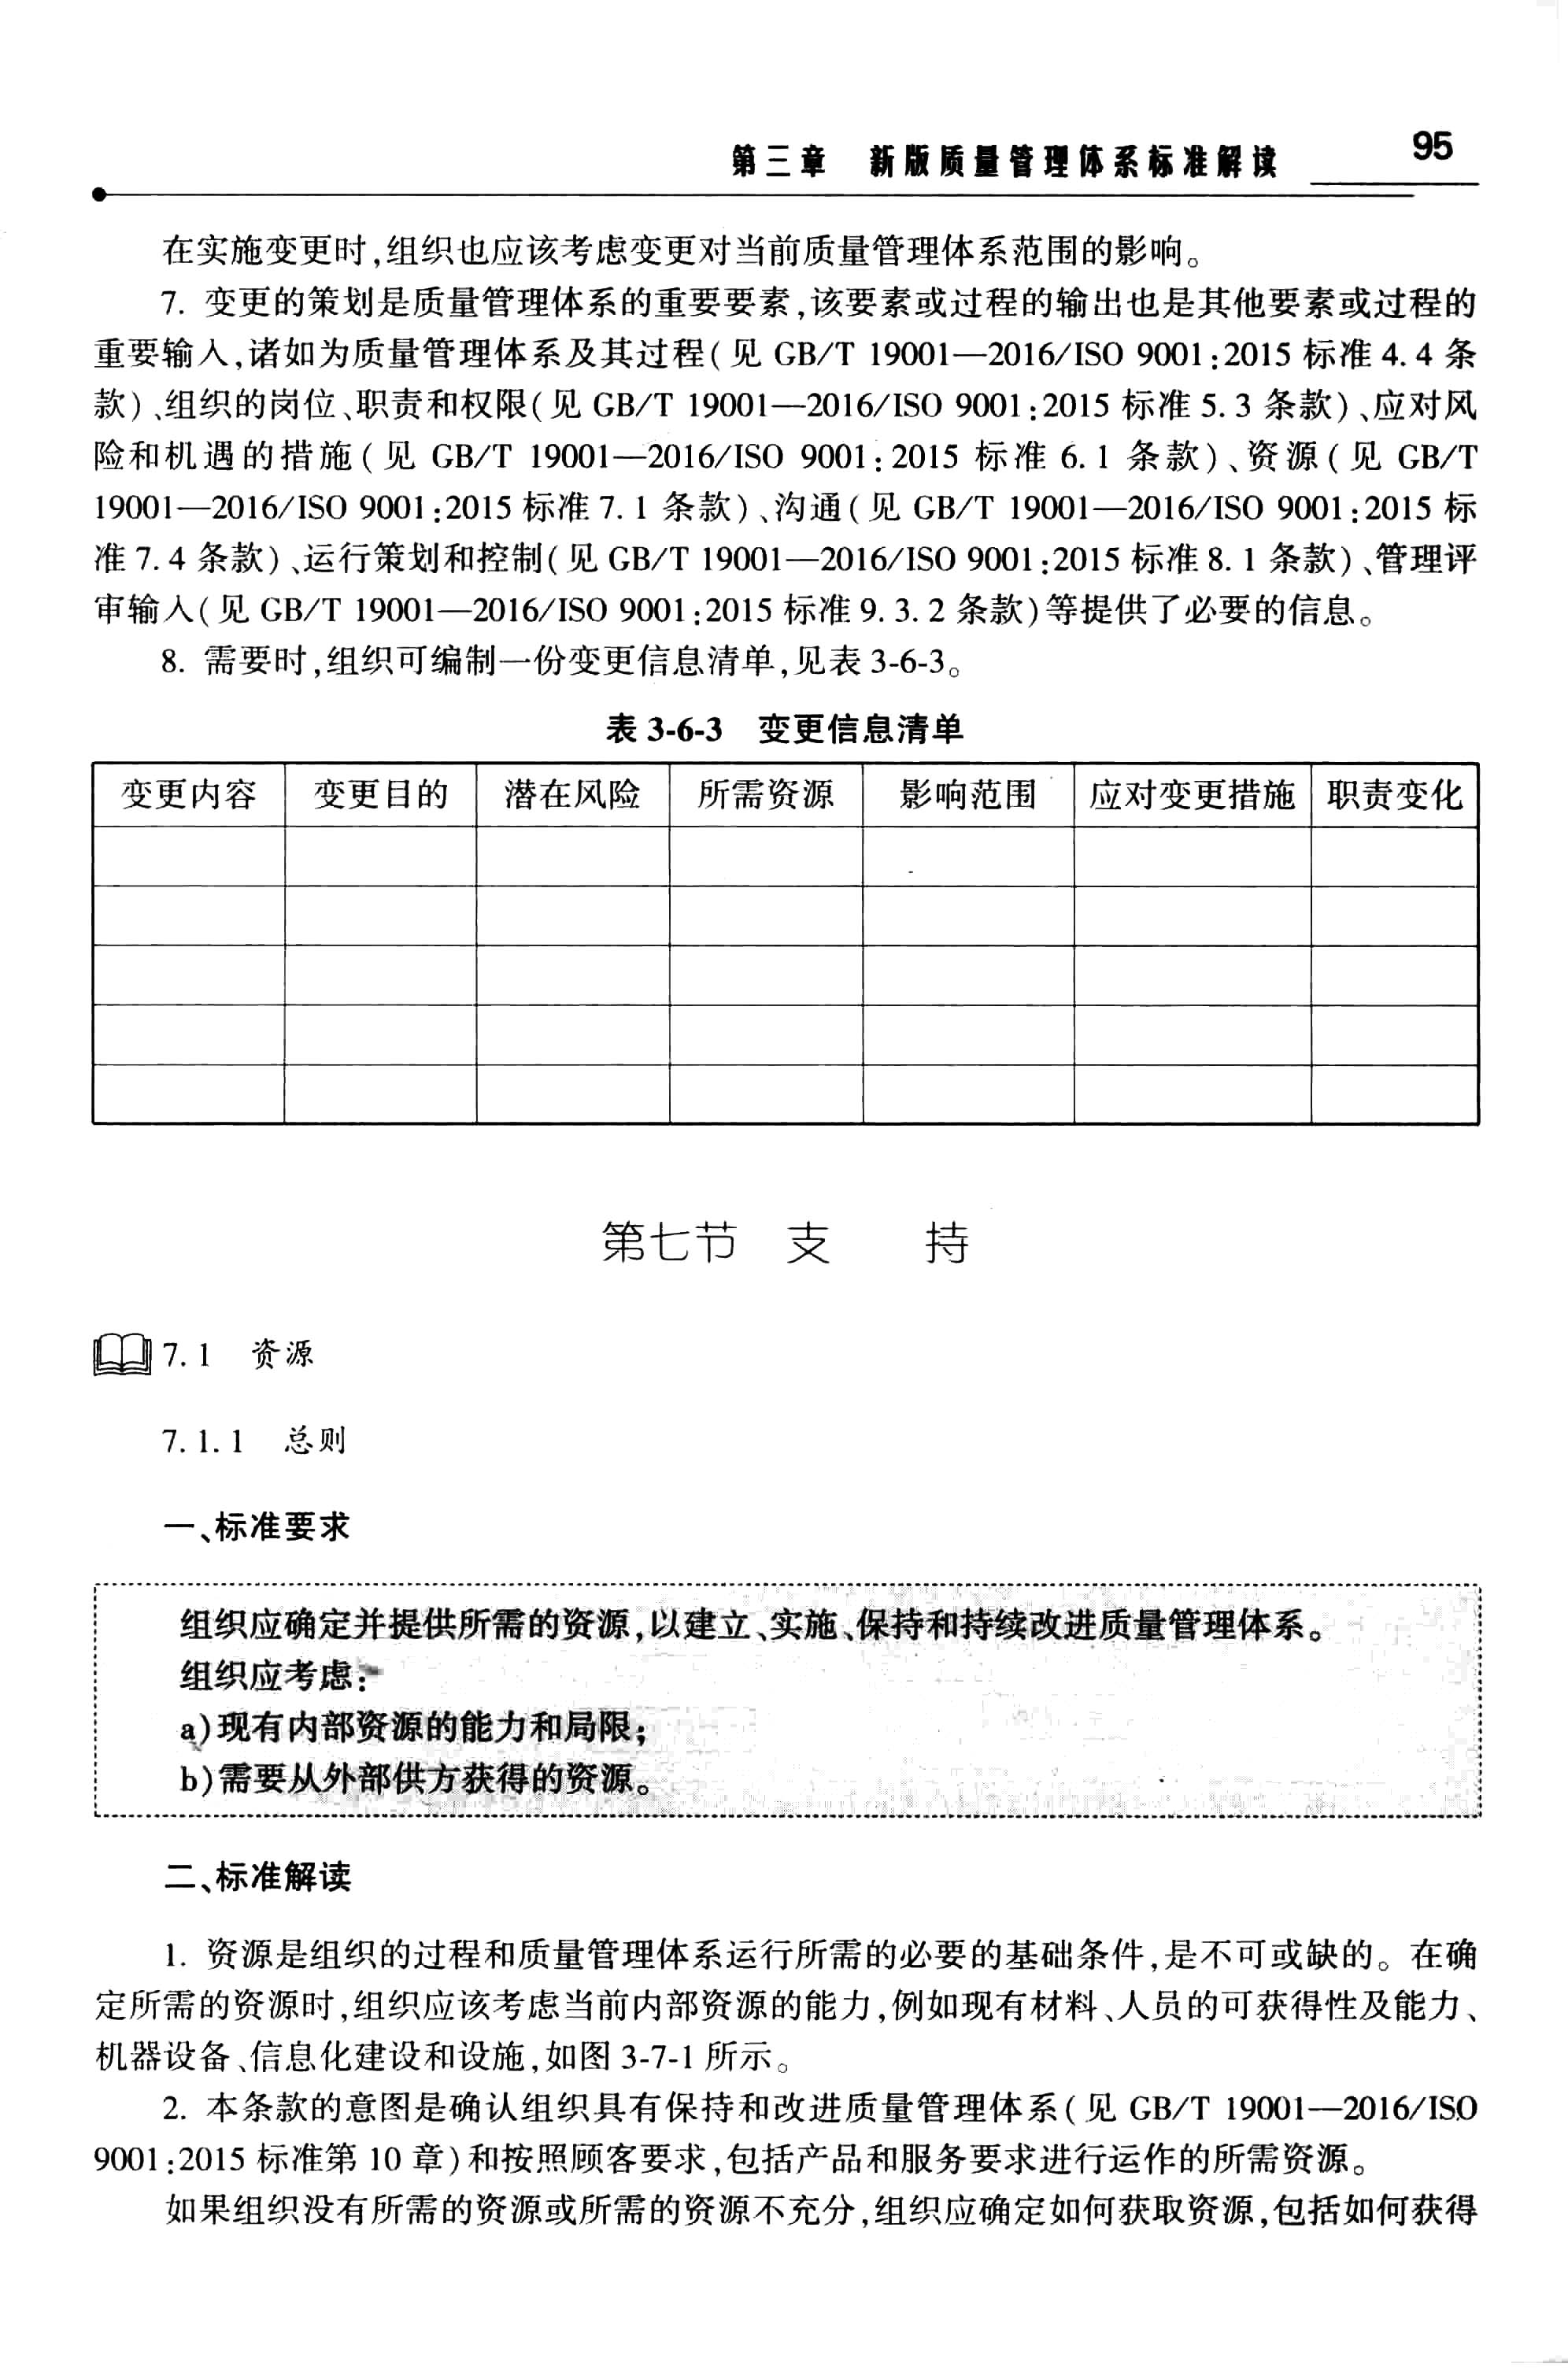 第三章 新版质量管理体系标准解读 95
在实施变更时,组织也应该考虑变更对当前质量管理体系范围的影响。
7. 变更的策划是质量管理体系的重要要素,该要素或过程的输出也是其他要素或过程的
重要输入,诸如为质量管理体系及其过程(见 GB/T 19001—2016/ISO 9001:2015 标准 4.4 条
款)、组织的岗位、职责和权限(见 GB/T 19001—2016/ISO 9001:2015 标准 5.3 条款)、应对风
险和机遇的措施(见 GB/T 19001—2016/ISO 9001:2015 标准 6.1 条款)、资源(见 GB/T
19001—2016/ISO 9001:2015 标准 7.1 条款)、沟通(见 GB/T 19001—2016/ISO 9001:2015 标
准 7.4 条款)、运行策划和控制(见 GB/T 19001—2016/ISO 9001:2015 标准 8.1 条款)、管理评
审输入(见 GB/T 19001—2016/ISO 9001:2015 标准 9.3.2 条款)等提供了必要的信息。
8. 需要时,组织可编制一份变更信息清单,见表 3-6-3。
表 3-6-3 变更信息清单
变更内容 变更目的 潜在风险 所需资源 影响范围 应对变更措施 职责变化
第七节 支 持
7.1 资源
7.1.1 总则
一、标准要求
组织应确定并提供所需的资源,以建立、实施、保持和持续改进质量管理体系。
组织应考虑:
a)现有内部资源的能力和局限;
b)需要从外部供方获得的资源。
二、标准解读
1. 资源是组织的过程和质量管理体系运行所需的必要的基础条件,是不可或缺的。在确
定所需的资源时,组织应该考虑当前内部资源的能力,例如现有材料、人员的可获得性及能力、
机器设备、信息化建设和设施,如图 3-7-1 所示。
2. 本条款的意图是确认组织具有保持和改进质量管理体系(见 GB/T 19001—2016/ISO
9001:2015 标准第 10 章)和按照顾客要求,包括产品和服务要求进行运作的所需资源。
如果组织没有所需的资源或所需的资源不充分,组织应确定如何获取资源,包括如何获得